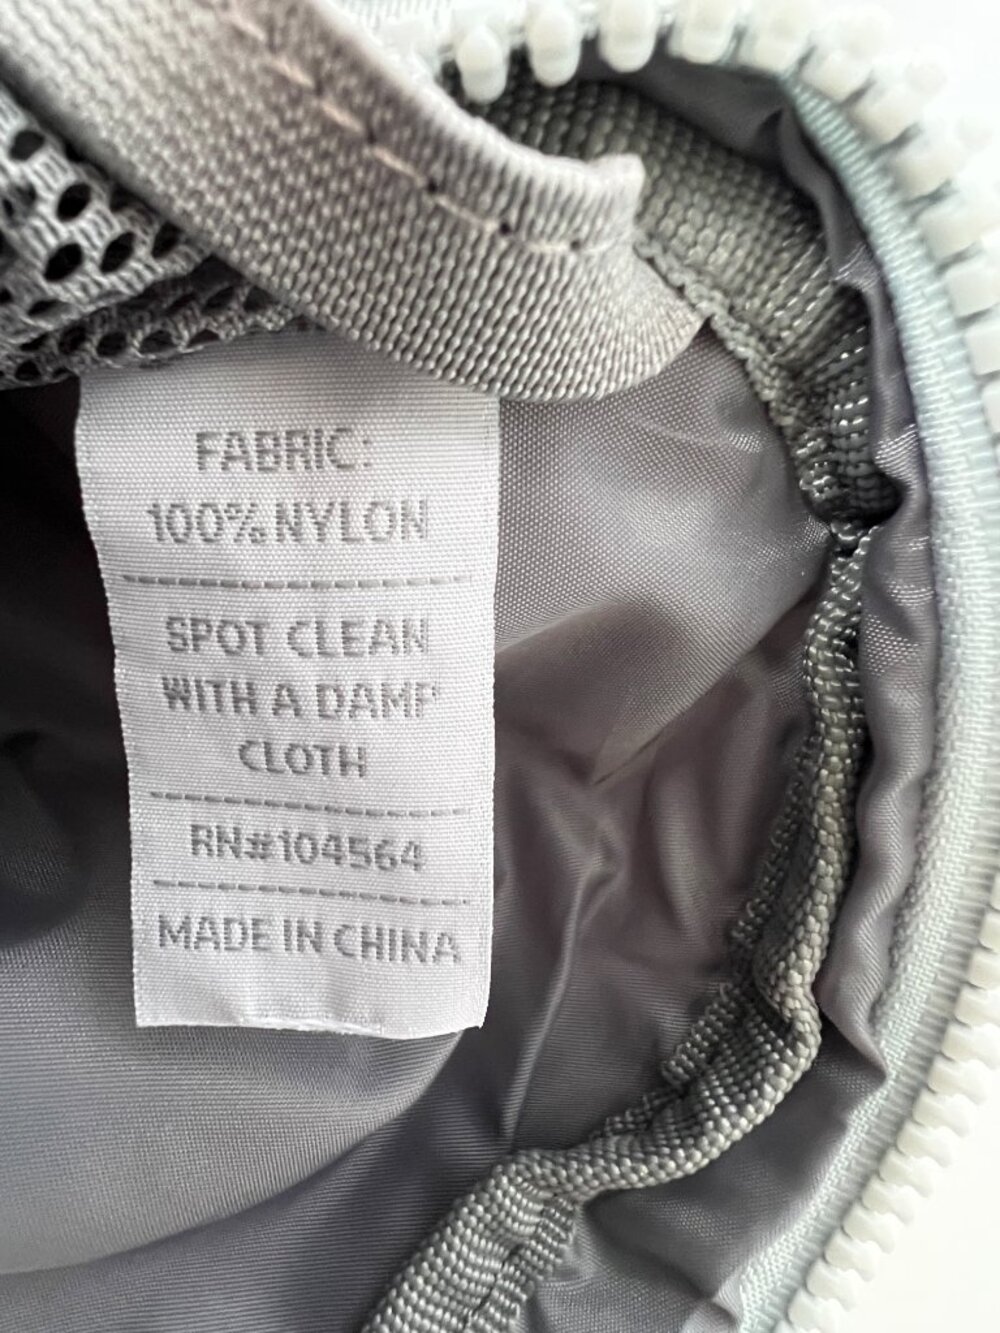 FABRIC:
100% NYLON
SPOT CLEAN
WITH A DAMP
CLOTH
RN#104564
MADE IN CHINA